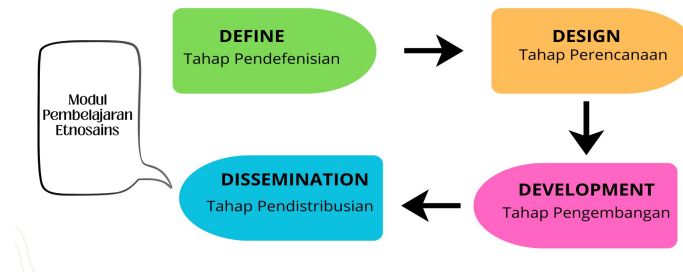 DEFINE
Tahap Pendefenisian
DESIGN
Tahap Perencanaan
Modul
Pembelajaran
Etnosains
DISSEMINATION
Tahap Pendistribusian
DEVELOPMENT
Tahap Pengembangan